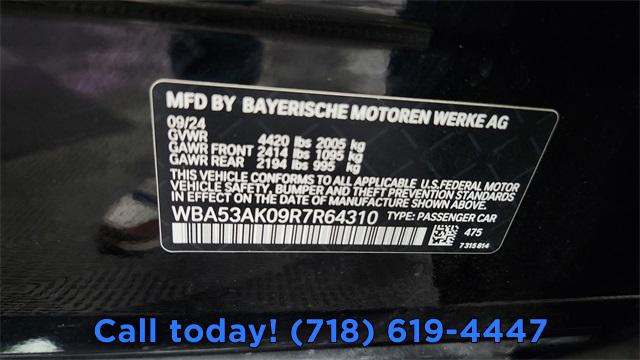 MFD BY BAYERISCHE MOTOREN WERKE AG
09/24
GVWR 4420 lbs 2005 kg
GAWR FRONT 2414 lbs 1095 kg
GAWR REAR 2194 lbs 995 kg
THIS VEHICLE CONFORMS TO ALL APPLICABLE U.S.FEDERAL MOTOR
VEHICLE SAFETY, BUMPER AND THEFT PREVENTION STANDARDS
IN EFFECT ON THE DATE OF MANUFACTURE SHOWN ABOVE.
WBA53AK09R7R64310 TYPE: PASSENGER CAR
475
7315814
Call today! (718) 619-4447